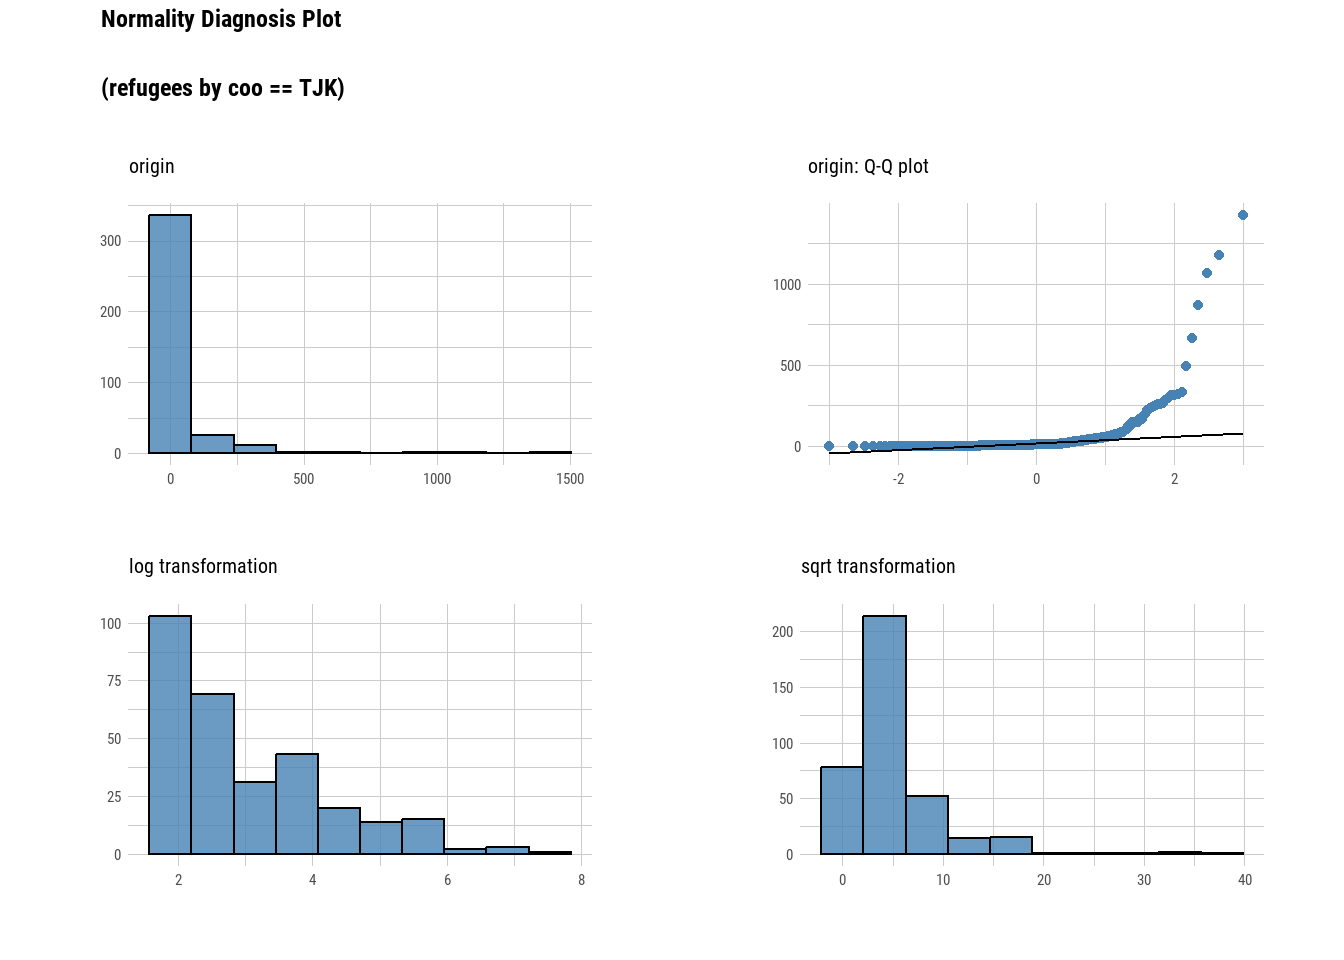 Normality Diagnosis Plot
(refugees by coo == TJK)
origin
300
200
100
0
0 500 1000 1500
origin: Q-Q plot
1000
500
0
-2 0 2
log transformation
100
75
50
25
0
2 4 6 8
sqrt transformation
200
150
100
50
0
0 10 20 30 40